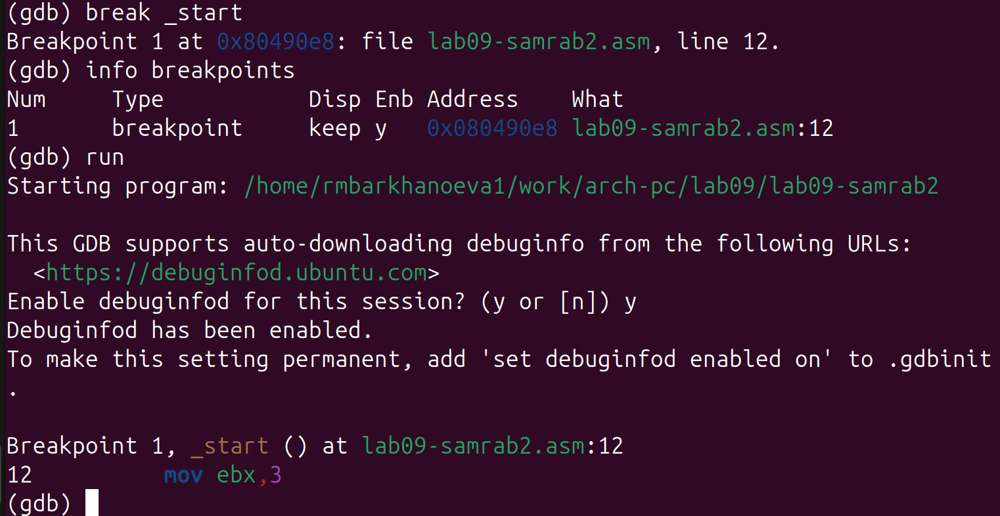 (gdb) break _start
Breakpoint 1 at 0x80490e8: file lab09-samrab2.asm, line 12.
(gdb) info breakpoints
Num     Type           Disp Enb Address    What
1       breakpoint     keep y   0x080490e8 lab09-samrab2.asm:12
(gdb) run
Starting program: /home/rmbarkhanoeva1/work/arch-pc/lab09/lab09-samrab2
This GDB supports auto-downloading debuginfo from the following URLs:
  <https://debuginfod.ubuntu.com>
Enable debuginfod for this session? (y or [n]) y
Debuginfod has been enabled.
To make this setting permanent, add 'set debuginfod enabled on' to .gdbinit
.
Breakpoint 1, _start () at lab09-samrab2.asm:12
12          mov ebx,3
(gdb)